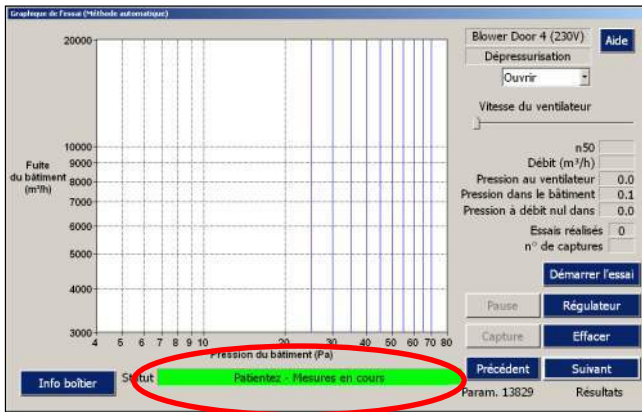 Graphique de l'essai (Méthode automatique)
Blower Door 4 (230V)
Aide
Dépressurisation
Ouvrir
Vitesse du ventilateur
n50
Débit (m³/h)
Pression au ventilateur 0.0
Pression dans le bâtiment 0.1
Pression à débit nul dans 0.0
Essais réalisés 0
n° de captures
Démarrer l'essai
Pause
Régulateur
Capture
Effacer
Précédent
Suivant
Param. 13829
Résultats
Fuite
du bâtiment
(m³/h)
20000
10000
9000
8000
7000
6000
5000
4000
3000
4 5 6 7 8 9 10 20 30 40 50 60 70 80
Pression du bâtiment (Pa)
Info boîtier
Statut
Patientez - Mesures en cours